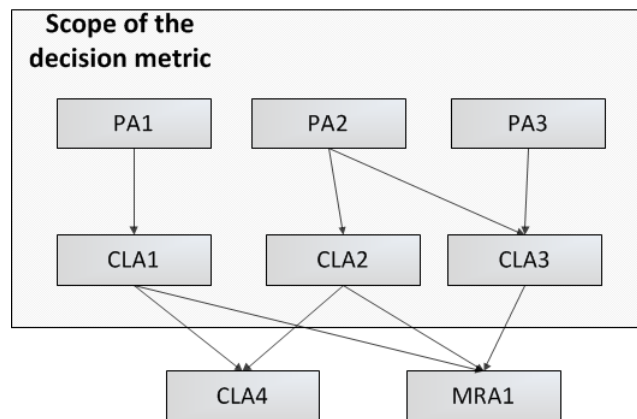 Scope of the
decision metric
PA1
PA2
PA3
CLA1
CLA2
CLA3
CLA4
MRA1